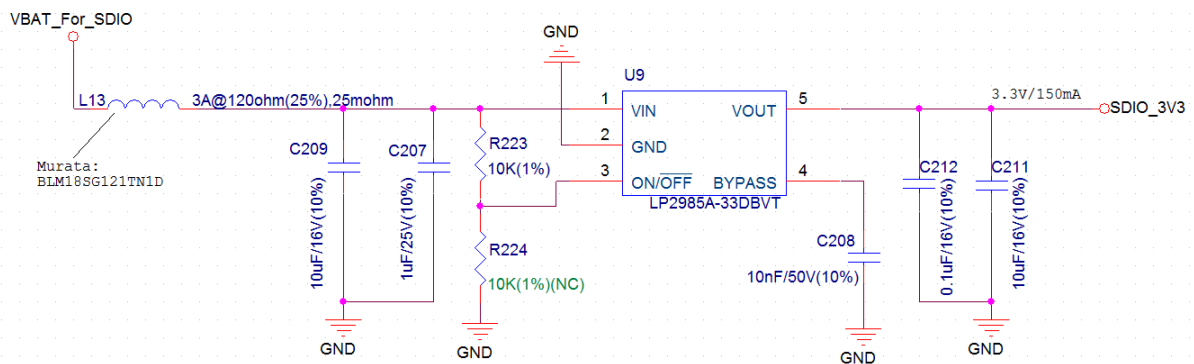 VBAT_For_SDIO
L13
3A@120ohm(25%),25mohm
Murata:
BLM18SG121TN1D
C209
10uF/16V(10%)
C207
1uF/25V(10%)
GND
R223
10K(1%)
R224
10K(1%)(NC)
GND
GND
U9
1
VIN
2
GND
3
ON/OFF
VOUT
5
BYPASS
4
LP2985A-33DBVT
C208
10nF/50V(10%)
GND
3.3V/150mA
SDIO_3V3
C212
0.1uF/16V(10%)
C211
10uF/16V(10%)
GND